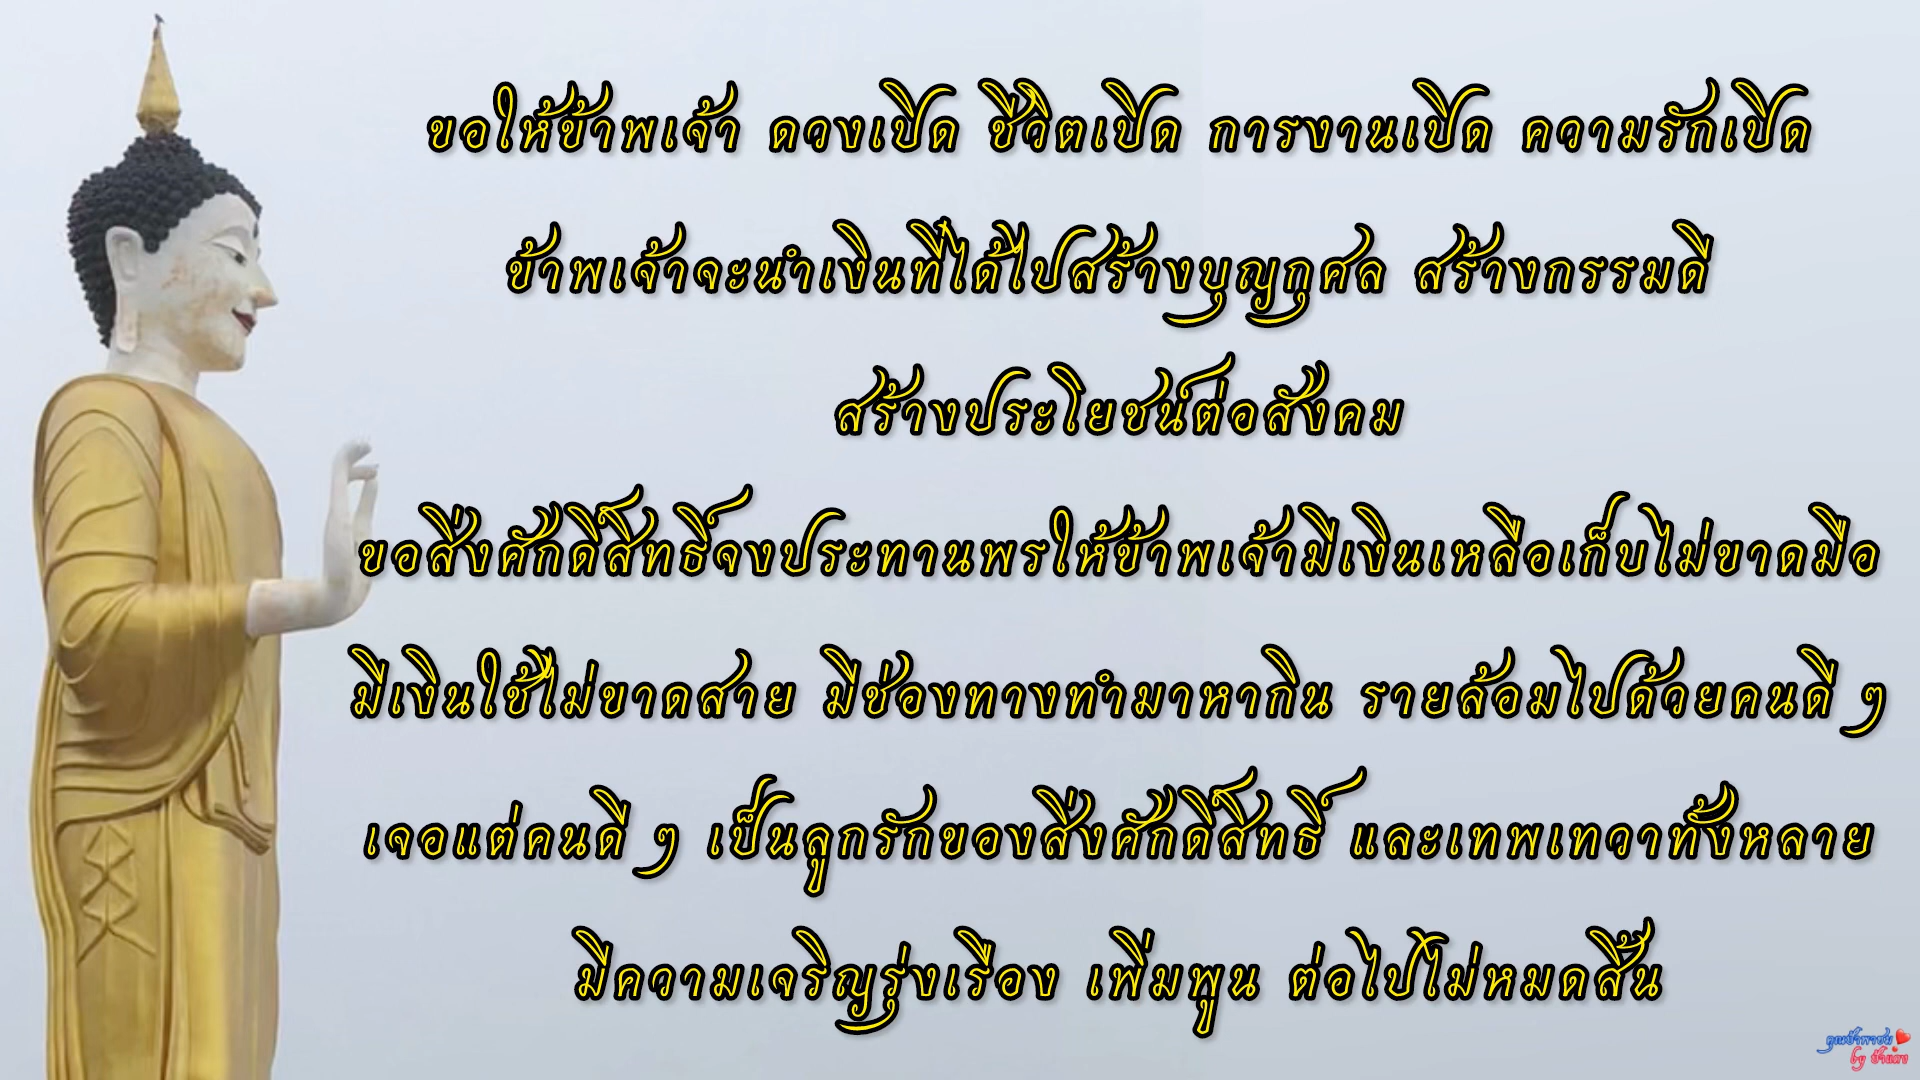 ขอให้ข้าพเจ้า ดวงเปิด ชีวิตเปิด การงานเปิด ความรักเปิด
ข้าพเจ้าจะนำเงินที่ได้ไปสร้างบุญกุศล สร้างกรรมดี
สร้างประโยชน์ต่อสังคม
ขอสิ่งศักดิ์สิทธิ์จงประทานพรให้ข้าพเจ้ามีเงินเหลือเก็บไม่ขาดมือ
มีเงินใช้ไม่ขาดสาย มีช่องทางทำมาหากิน รายล้อมไปด้วยคนดี ๆ
เจอแต่คนดี ๆ เป็นลูกรักของสิ่งศักดิ์สิทธิ์ และเทพเทวาทั้งหลาย
มีความเจริญรุ่งเรือง เพิ่มพูน ต่อไปไม่หมดสิ้น
by